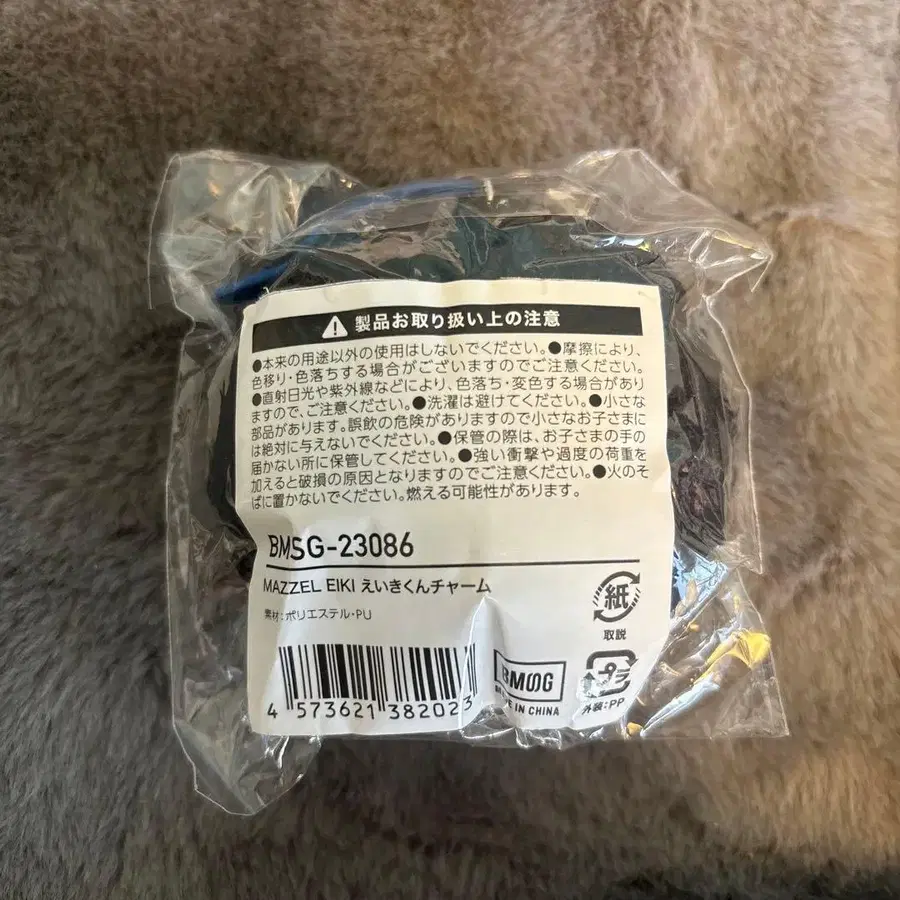 製品お取り扱い上の注意
●本来の用途以外の使用はしないでください。●摩擦により、
色移り・色落ちする場合がございますのでご注意ください。
●直射日光や紫外線などにより、色落ち・変色する場合があり
ますので、ご注意ください。●洗濯は避けてください。●小さな
部品があります。誤飲の危険がありますので小さなお子さまに
は絶対に与えないでください。●保管の際は、お子さまの手の
届かない所に保管してください。●強い衝撃や過度の荷重を
加えると破損の原因となりますのでご注意ください。●火のそ
ばに置かないでください。燃える可能性があります。
BMSG-23086
MAZZEL EIKI えいきくんチャーム
素材:ポリエステル・PU
紙
取説
4 573621 382023
BMSG
MADE IN CHINA
プラ
外装:PP